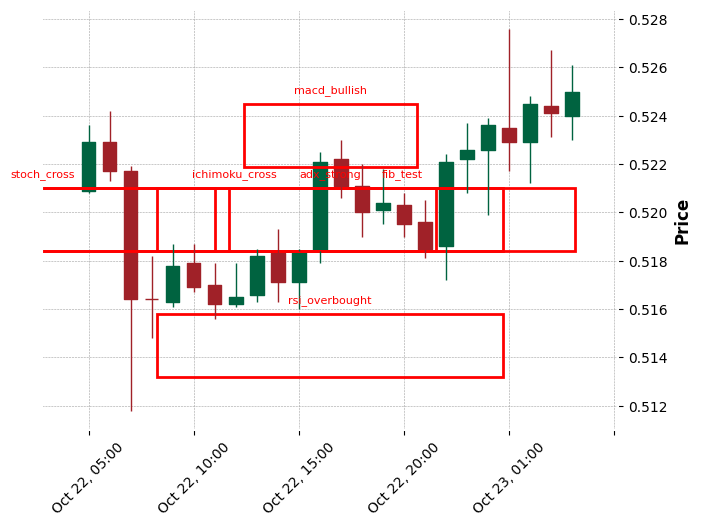 macd_bullish
stoch_cross
ichimoku_cross
adx_strong
fib_test
rsi_overbought
0.528
0.526
0.524
0.522
0.520
0.518
0.516
0.514
0.512
Price
Oct 22, 05:00
Oct 22, 10:00
Oct 22, 15:00
Oct 22, 20:00
Oct 23, 01:00